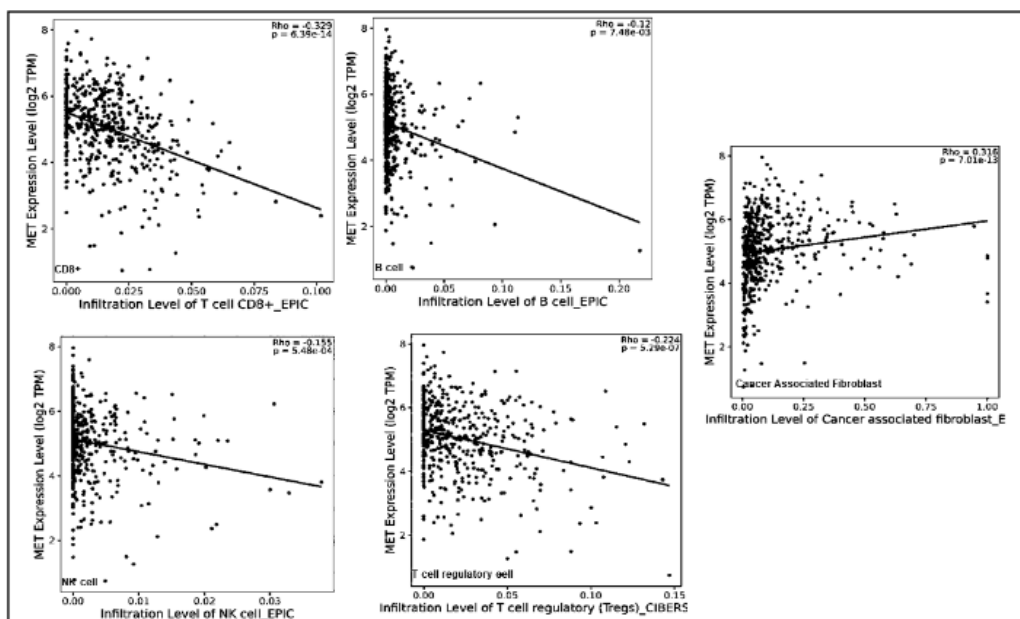 Rho = -0.329
p = 6.39e-14
MET Expression Level (log2 TPM)
8
6
4
2
CD8+
0.000 0.025 0.050 0.075 0.100
Infiltration Level of T cell CD8+_EPIC
Rho = -0.12
p = 7.48e-03
MET Expression Level (log2 TPM)
8
6
4
2
B cell
0.00 0.05 0.10 0.15 0.20
Infiltration Level of B cell_EPIC
Rho = 0.316
p = 7.01e-13
MET Expression Level (log2 TPM)
8
6
4
2
Cancer Associated Fibroblast
0.00 0.25 0.50 0.75 1.00
Infiltration Level of Cancer associated fibroblast_E
Rho = -0.155
p = 5.48e-04
MET Expression Level (log2 TPM)
8
6
4
2
NK cell
0.00 0.01 0.02 0.03
Infiltration Level of NK cell_EPIC
Rho = -0.224
p = 5.29e-07
MET Expression Level (log2 TPM)
8
6
4
2
T cell regulatory cell
0.00 0.05 0.10 0.15
Infiltration Level of T cell regulatory (Tregs)_CIBERS